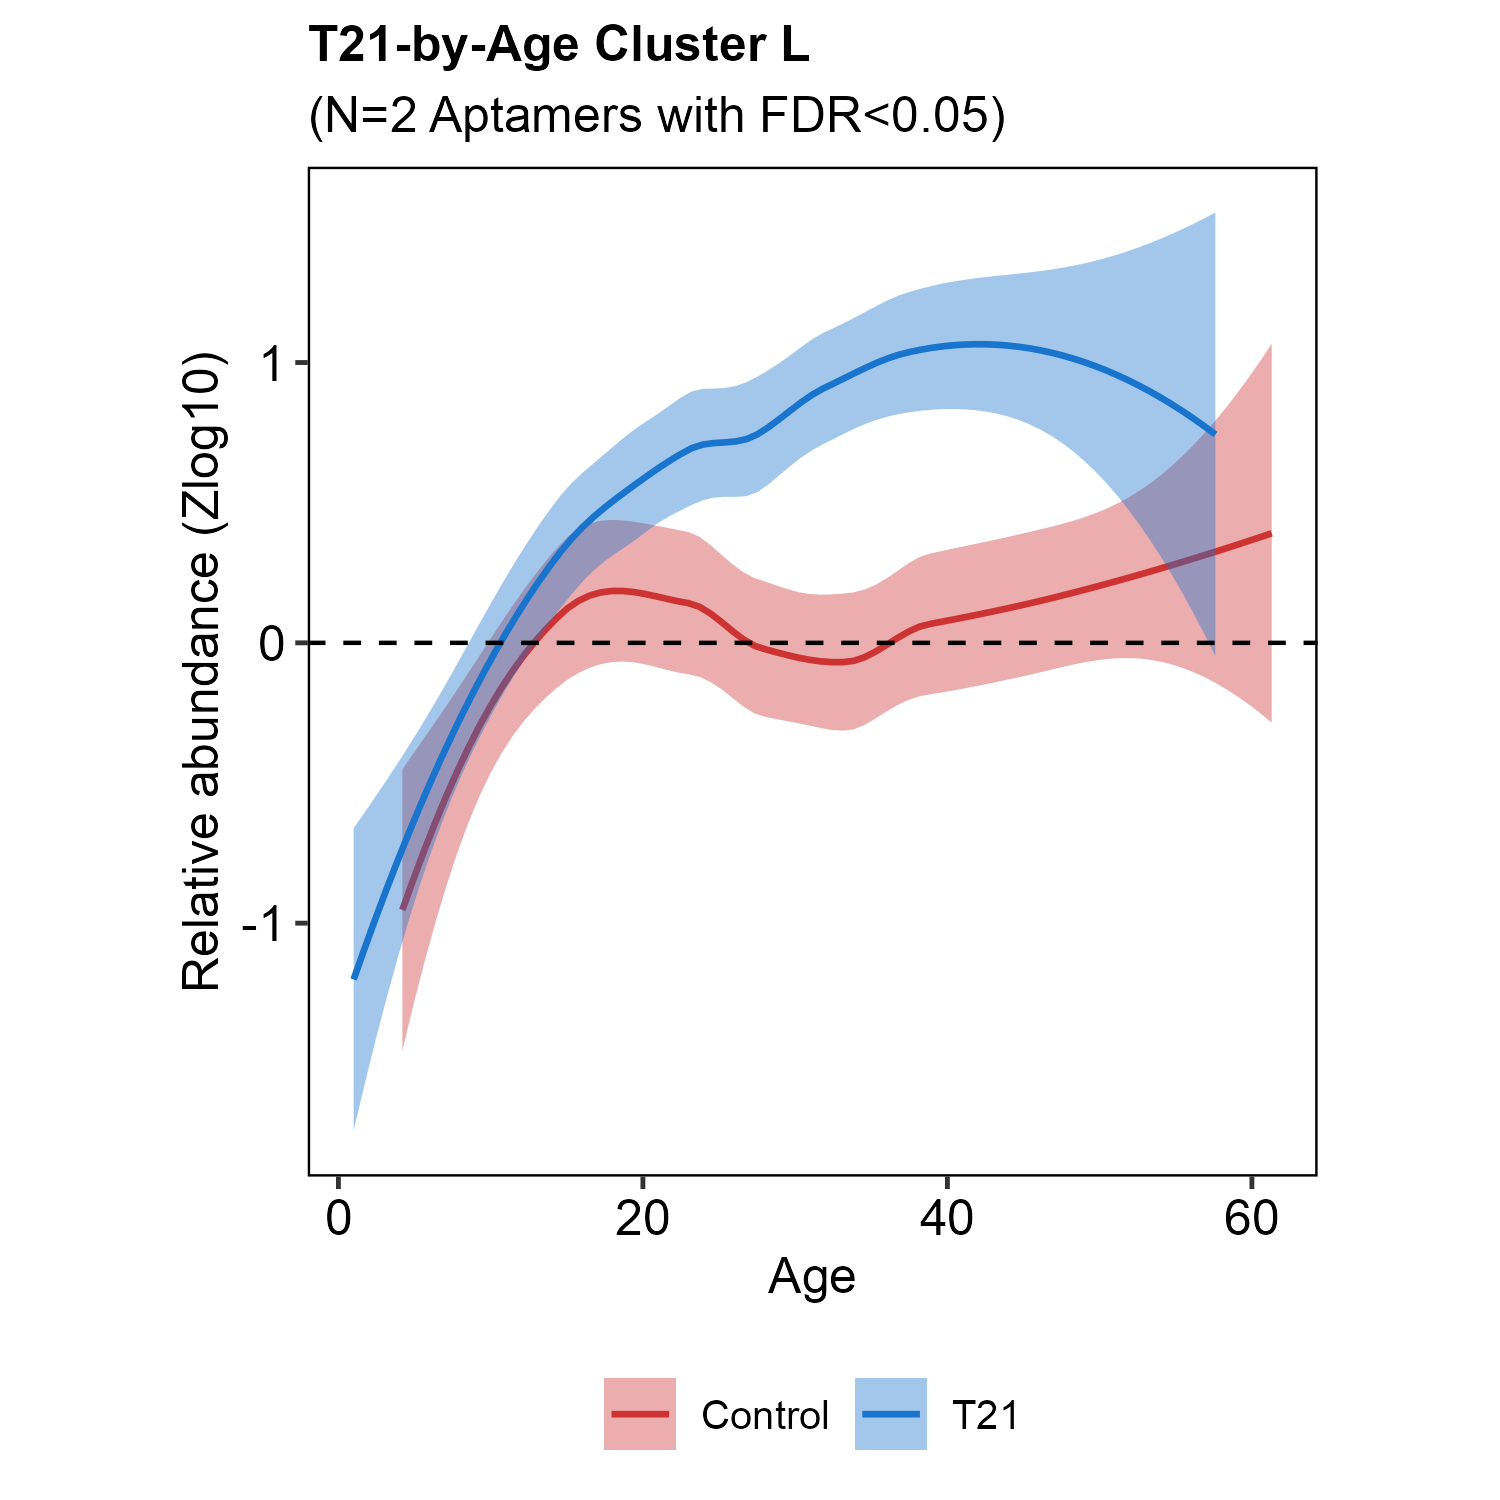 T21-by-Age Cluster L
(N=2 Aptamers with FDR<0.05)
Relative abundance (Zlog10)
1
0
-1
0 20 40 60
Age
Control T21